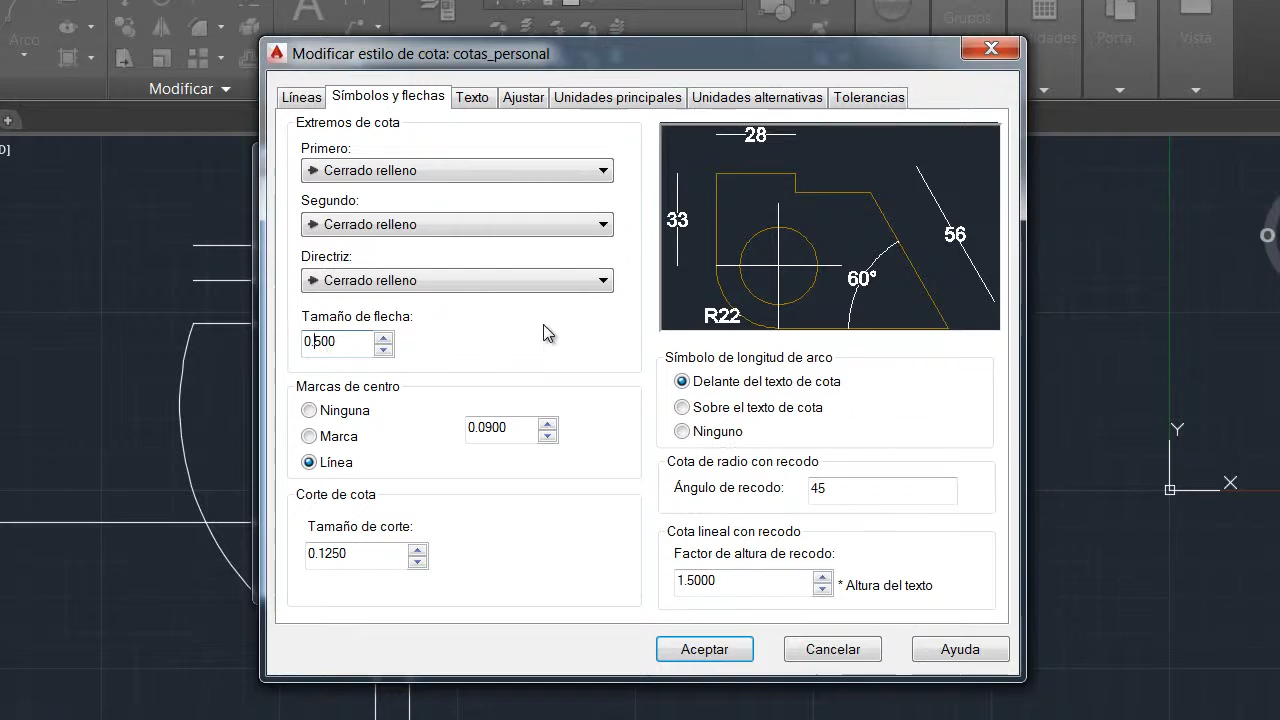 Arco
Grupos
Modificar
Unidades
Porta
Vista
D]
Modificar estilo de cota: cotas_personal
Líneas
Símbolos y flechas
Texto
Ajustar
Unidades principales
Unidades alternativas
Tolerancias
Extremos de cota
Primero:
Cerrado relleno
Segundo:
Cerrado relleno
Directriz:
Cerrado relleno
Tamaño de flecha:
0.500
Marcas de centro
Ninguna
Marca
Línea
0.0900
Corte de cota
Tamaño de corte:
0.1250
28
33
56
60°
R22
Símbolo de longitud de arco
Delante del texto de cota
Sobre el texto de cota
Ninguno
Cota de radio con recodo
Ángulo de recodo:
45
Cota lineal con recodo
Factor de altura de recodo:
1.5000
* Altura del texto
Aceptar
Cancelar
Ayuda
Y
X
O